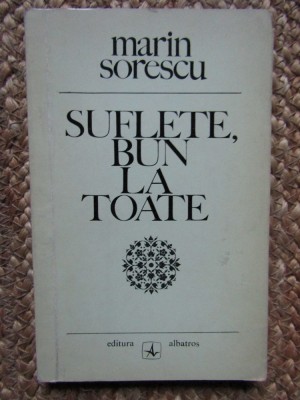 marin
sorescu
SUFLETE,
BUN
LA
TOATE
editura albatros